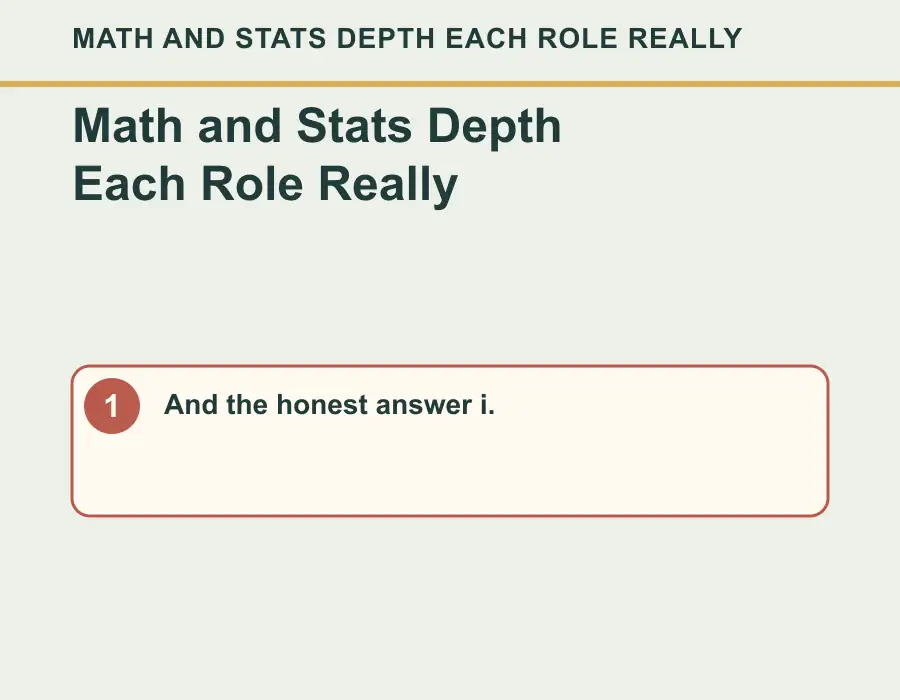 MATH AND STATS DEPTH EACH ROLE REALLY
Math and Stats Depth
Each Role Really
1
And the honest answer i.